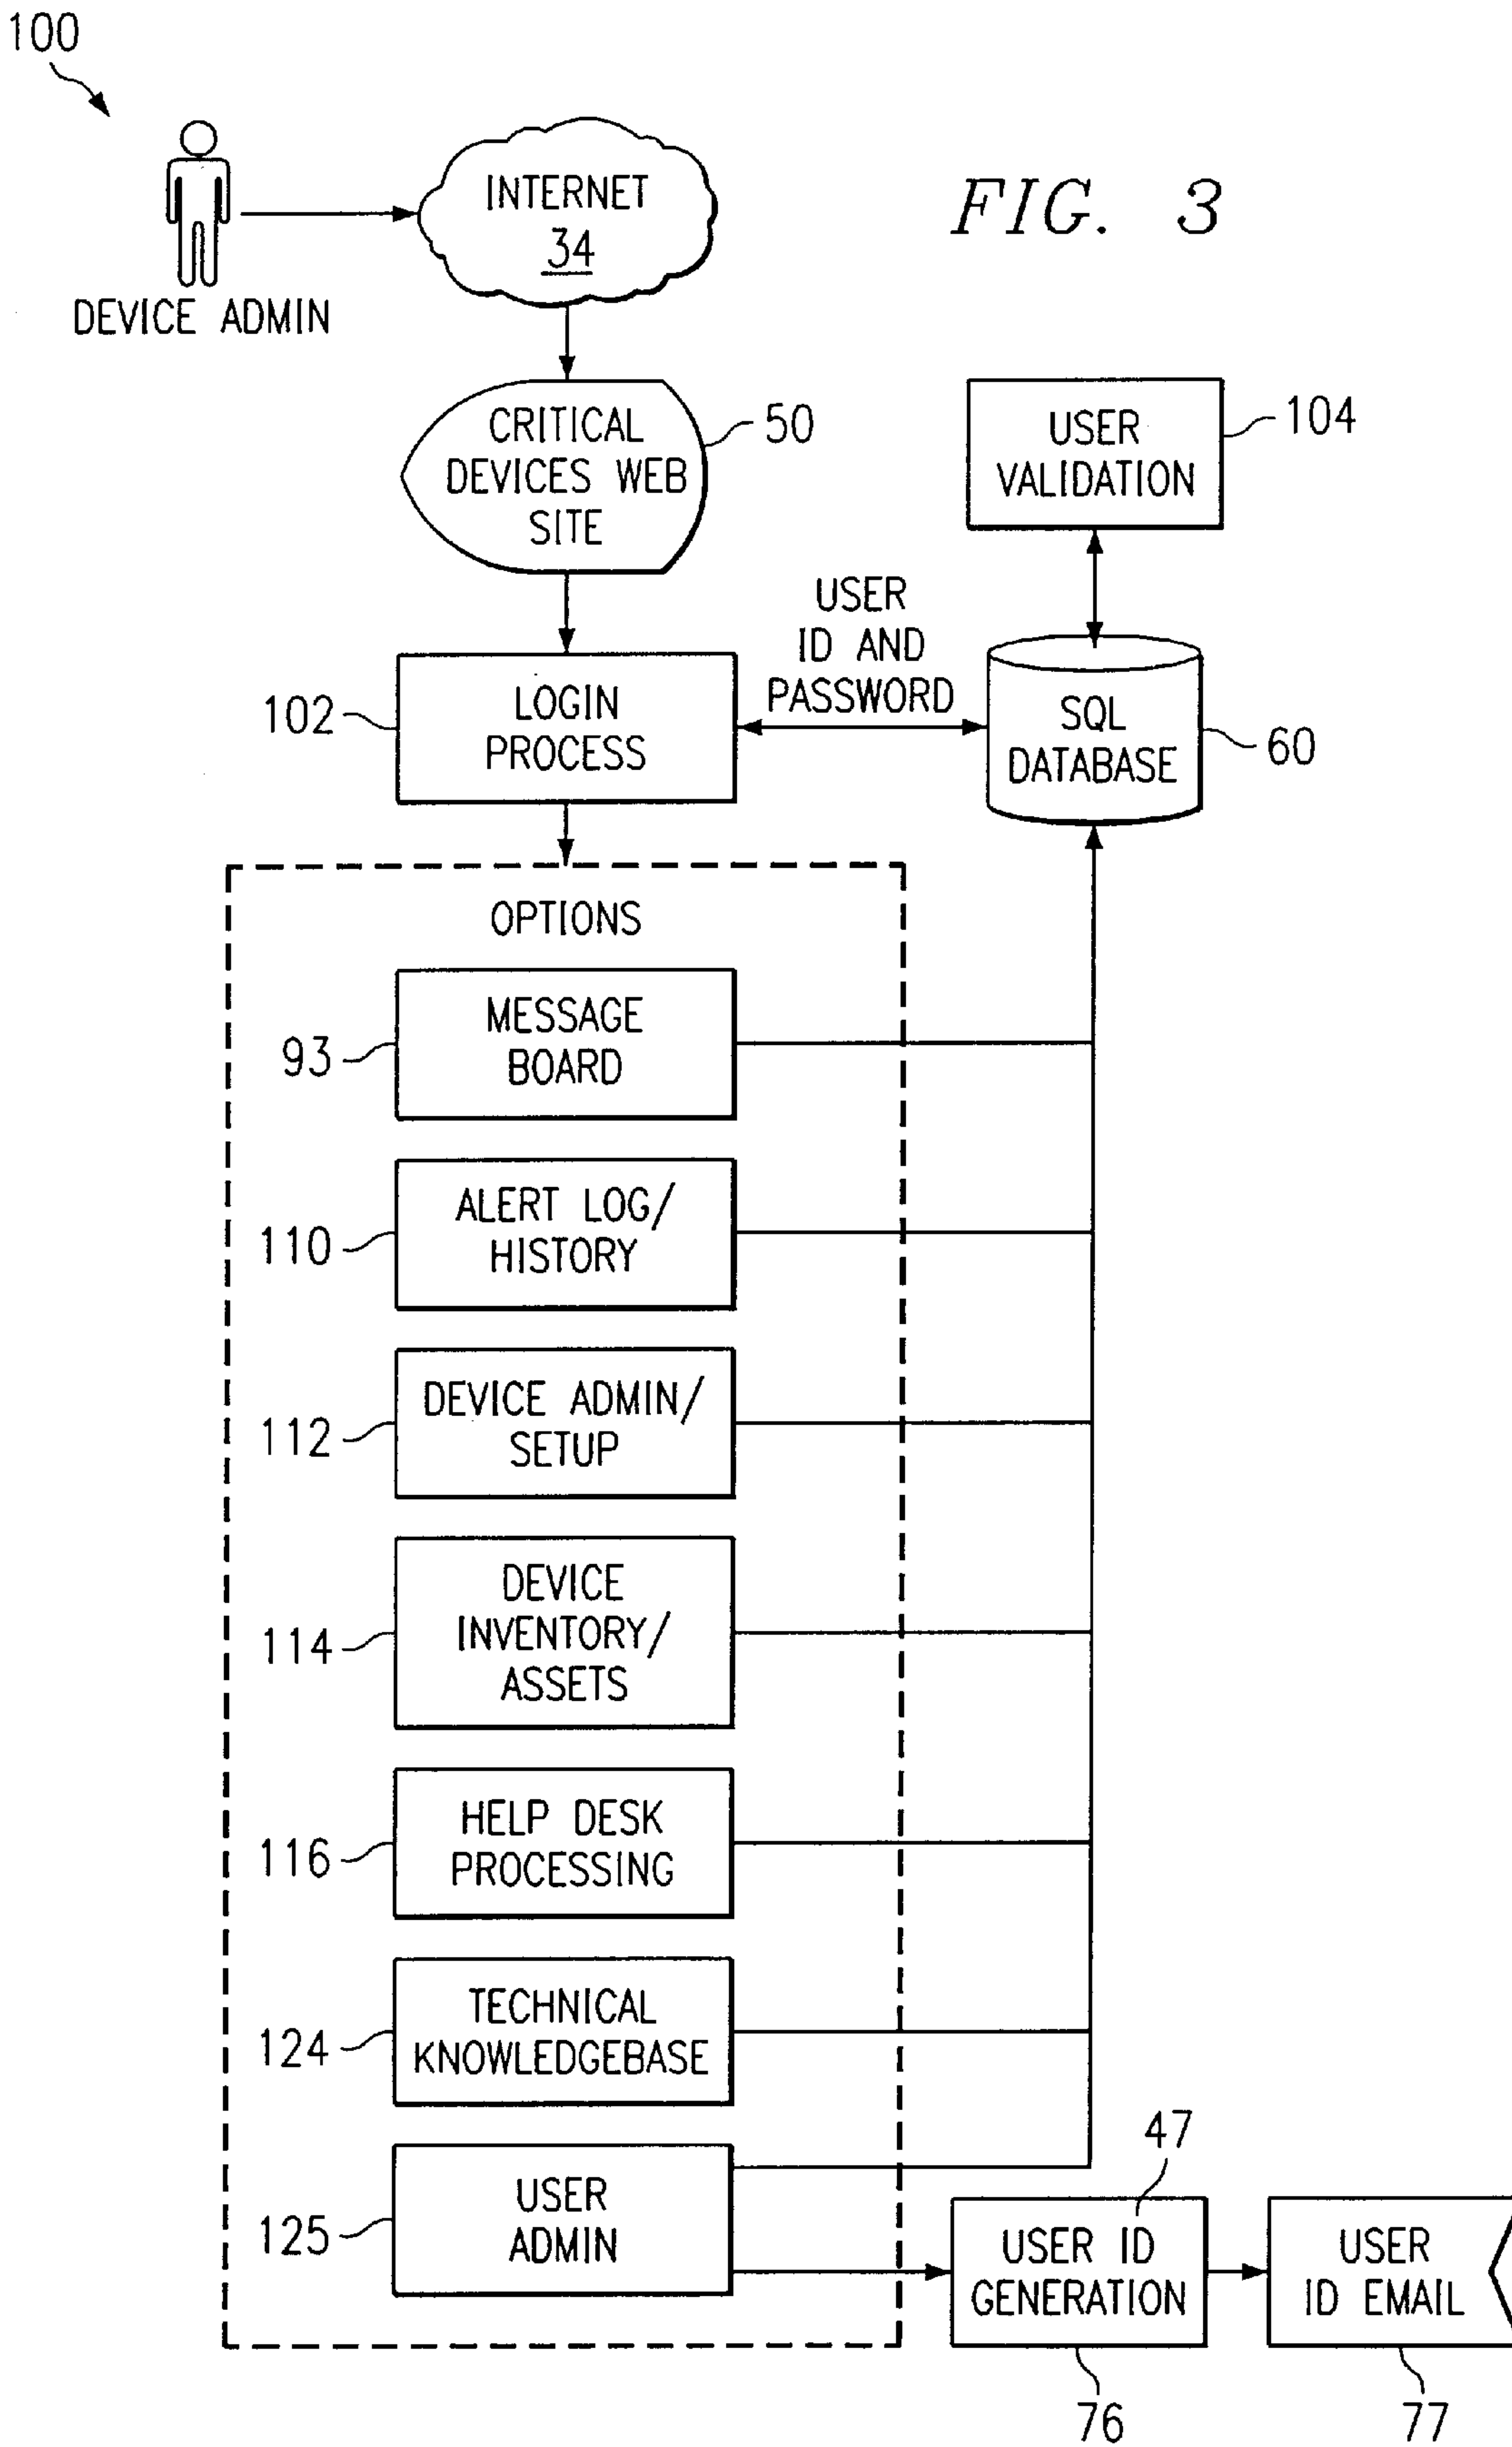 100
INTERNET
34
FIG. 3
DEVICE ADMIN
CRITICAL
DEVICES WEB
SITE
50
USER
VALIDATION
104
USER
ID AND
PASSWORD
102
LOGIN
PROCESS
SQL
DATABASE
60
OPTIONS
93
MESSAGE
BOARD
110
ALERT LOG/
HISTORY
112
DEVICE ADMIN/
SETUP
114
DEVICE
INVENTORY/
ASSETS
116
HELP DESK
PROCESSING
124
TECHNICAL
KNOWLEDGEBASE
125
USER
ADMIN
47
USER ID
GENERATION
76
USER
ID EMAIL
77